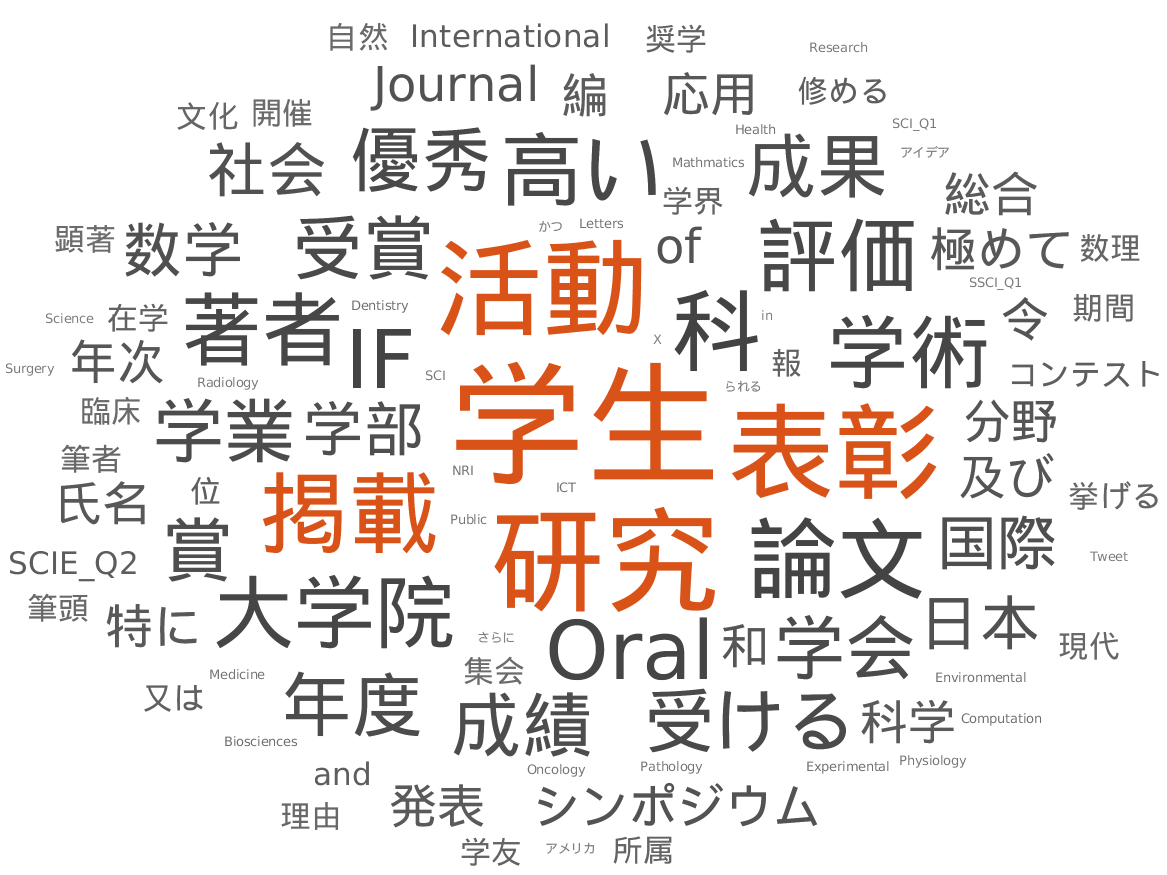 自然 International 奨学
Research
Journal 編 応用 修める
文化 開催
Health SCI_Q1
社会 優秀 高い Mathmatics 成果 アイデア
学界 総合
顕著 数学 受賞 かつ Letters of 評価 極めて 数理
活動
SSCI_Q1
Science 在学 著者 Dentistry 科 in 令 期間
Surgery 年次 IF X 報 学術 コンテスト
Radiology SCI られる
臨床 学業 学部 学生 表彰 分野
筆者 NRI 及び
氏名 位 掲載 ICT 挙げる
賞 Public 研究 論文 国際
SCIE_Q2 Tweet
筆頭 特に 大学院 日本
さらに Oral 和 学会 現代
Medicine 集会 Environmental
又は 年度 成績 受ける 科学 Computation
Biosciences
and Oncology Pathology Experimental Physiology
理由 発表 シンポジウム
学友 アメリカ 所属